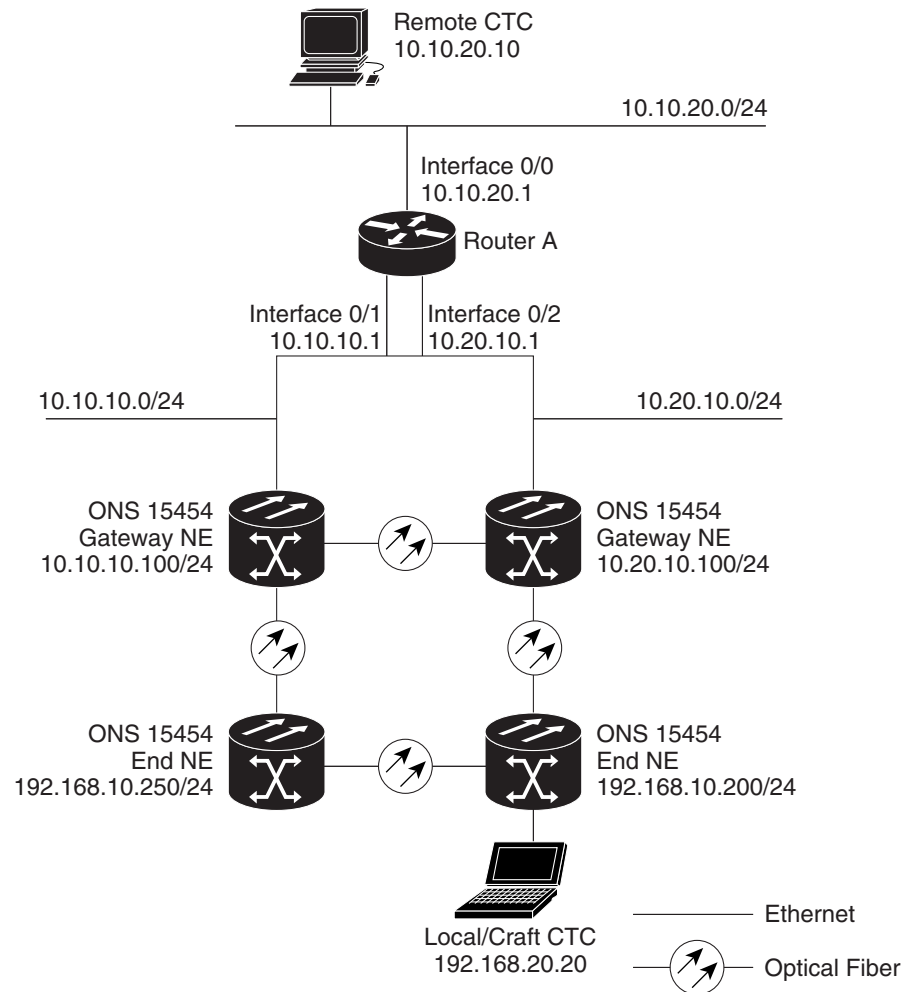 Remote CTC
10.10.20.10
10.10.20.0/24
Interface 0/0
10.10.20.1
Router A
Interface 0/1
10.10.10.1
Interface 0/2
10.20.10.1
10.10.10.0/24
10.20.10.0/24
ONS 15454
Gateway NE
10.10.10.100/24
ONS 15454
Gateway NE
10.20.10.100/24
ONS 15454
End NE
192.168.10.250/24
ONS 15454
End NE
192.168.10.200/24
Local/Craft CTC
192.168.20.20
Ethernet
Optical Fiber